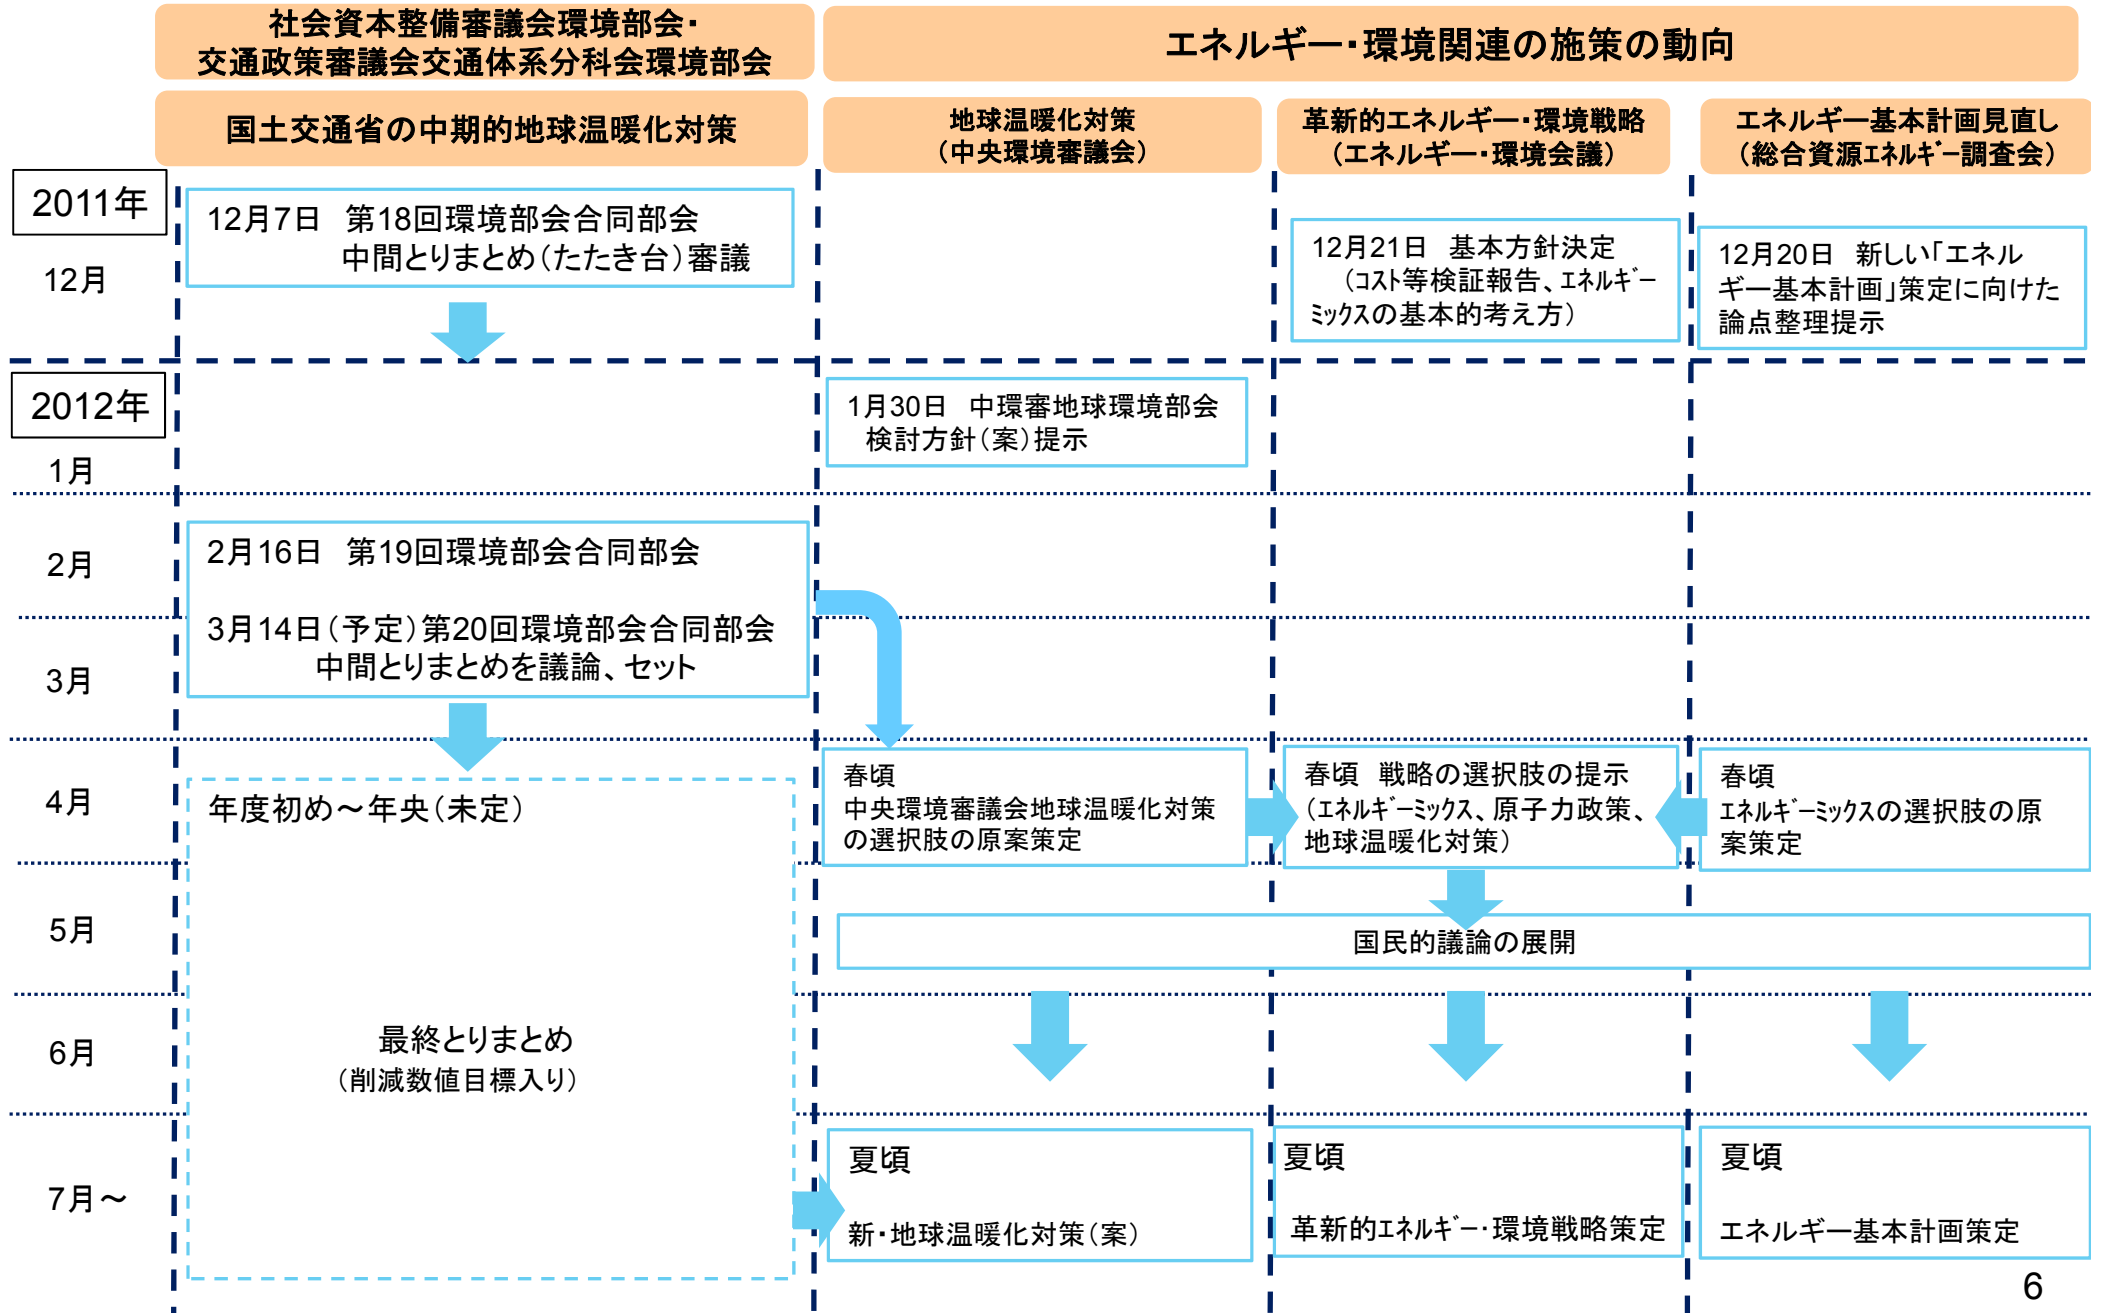 社会資本整備審議会環境部会・
交通政策審議会交通体系分科会環境部会
エネルギー・環境関連の施策の動向
国土交通省の中期的地球温暖化対策
地球温暖化対策
（中央環境審議会）
革新的エネルギー・環境戦略
（エネルギー・環境会議）
エネルギー基本計画見直し
（総合資源ｴﾈﾙｷﾞｰ調査会）
2011年
12月
12月7日　第18回環境部会合同部会
中間とりまとめ（たたき台）審議
12月21日　基本方針決定
（ｺｽﾄ等検証報告、ｴﾈﾙｷﾞｰ
ﾐｯｸｽの基本的考え方）
12月20日　新しい「エネル
ギー基本計画」策定に向けた
論点整理提示
2012年
1月
1月30日　中環審地球環境部会
検討方針（案）提示
2月
2月16日　第19回環境部会合同部会
3月14日（予定）第20回環境部会合同部会
中間とりまとめを議論、セット
3月
4月
年度初め～年央（未定）
春頃
中央環境審議会地球温暖化対策
の選択肢の原案策定
春頃　戦略の選択肢の提示
（ｴﾈﾙｷﾞｰﾐｯｸｽ、原子力政策、
地球温暖化対策）
春頃
ｴﾈﾙｷﾞｰﾐｯｸｽの選択肢の原
案策定
5月
国民的議論の展開
6月
最終とりまとめ
（削減数値目標入り）
7月～
夏頃
新・地球温暖化対策（案）
夏頃
革新的ｴﾈﾙｷﾞｰ・環境戦略策定
夏頃
エネルギー基本計画策定
6